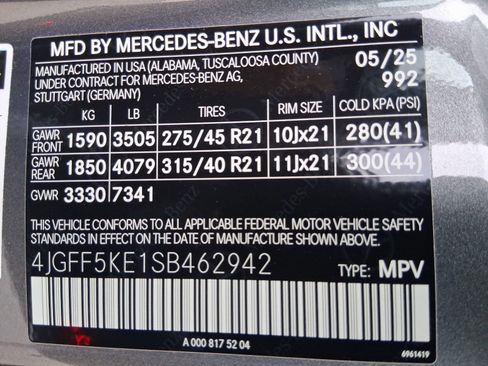 MFD BY MERCEDES-BENZ U.S. INTL., INC
MANUFACTURED IN USA (ALABAMA, TUSCALOOSA COUNTY) 05/25
UNDER CONTRACT FOR MERCEDES-BENZ AG, 992
STUTTGART (GERMANY)
KG LB TIRES RIM SIZE COLD KPA (PSI)
GAWR FRONT 1590 3505 275/45 R21 10Jx21 280(41)
GAWR REAR 1850 4079 315/40 R21 11Jx21 300(44)
GVWR 3330 7341
THIS VEHICLE CONFORMS TO ALL APPLICABLE FEDERAL MOTOR VEHICLE SAFETY
STANDARDS IN EFFECT ON THE DATE OF MANUFACTURE SHOWN ABOVE.
4JGFF5KE1SB462942 TYPE: MPV
A 000 817 52 04
6961419